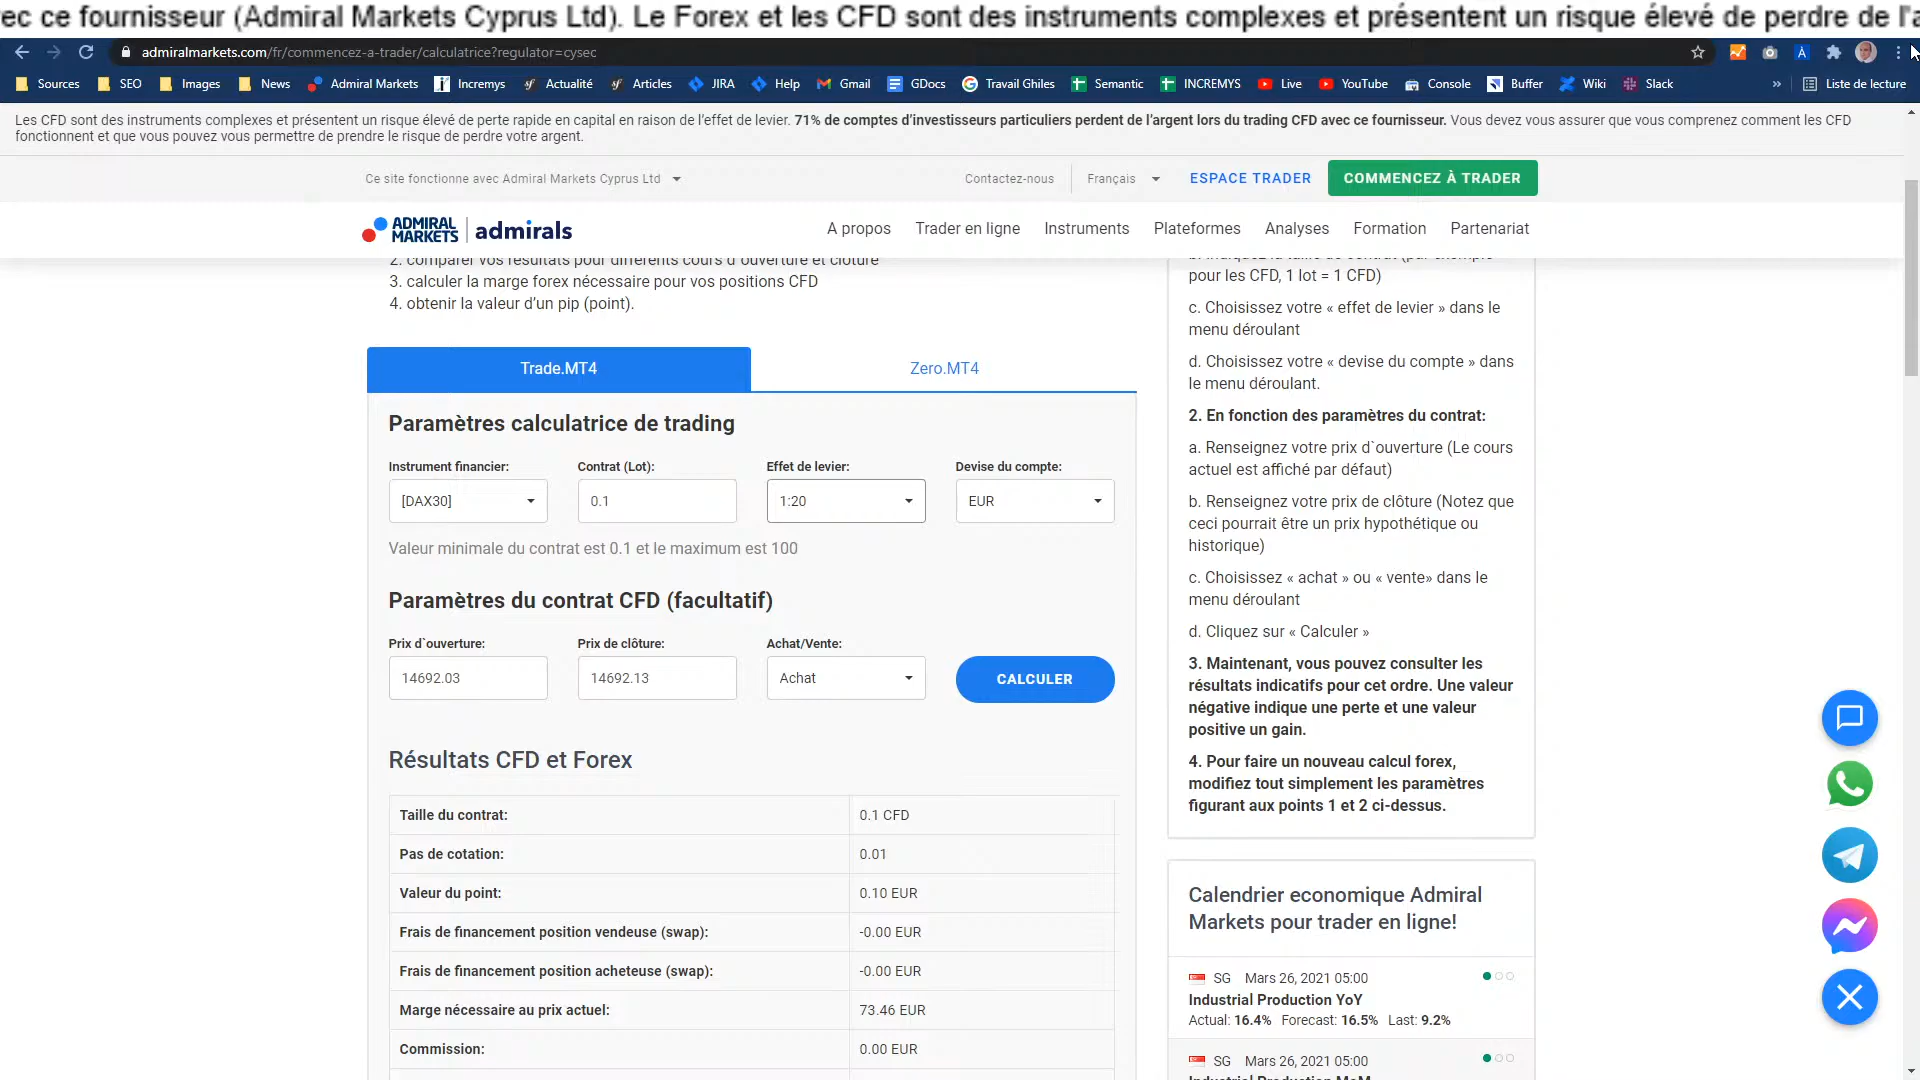 ec ce fournisseur (Admiral Markets Cyprus Ltd). Le Forex et les CFD sont des instruments complexes et présentent un risque élevé de perdre de l'a
admiralmarkets.com/fr/commencez-a-trader/calculatrice?regulator=cysec
Sources SEO Images News Admiral Markets Incremys Actualité Articles JIRA Help Gmail GDocs Travail Ghiles Semantic INCREMYS Live YouTube Console Buffer Wiki Slack » Liste de lecture
Les CFD sont des instruments complexes et présentent un risque élevé de perte rapide en capital en raison de l'effet de levier. 71% de comptes d'investisseurs particuliers perdent de l'argent lors du trading CFD avec ce fournisseur. Vous devez vous assurer que vous comprenez comment les CFD
fonctionnent et que vous pouvez vous permettre de prendre le risque de perdre votre argent.
Ce site fonctionne avec Admiral Markets Cyprus Ltd Contactez-nous Français ESPACE TRADER COMMENCEZ À TRADER
ADMIRAL MARKETS admirals A propos Trader en ligne Instruments Plateformes Analyses Formation Partenariat
2. comparer vos résultats pour différents cours d'ouverture et clôture
3. calculer la marge forex nécessaire pour vos positions CFD
4. obtenir la valeur d'un pip (point).
Trade.MT4 Zero.MT4
Paramètres calculatrice de trading
Instrument financier: Contrat (Lot): Effet de levier: Devise du compte:
[DAX30] 0.1 1:20 EUR
Valeur minimale du contrat est 0.1 et le maximum est 100
Paramètres du contrat CFD (facultatif)
Prix d`ouverture: Prix de clôture: Achat/Vente:
14692.03 14692.13 Achat CALCULER
Résultats CFD et Forex
Taille du contrat: 0.1 CFD
Pas de cotation: 0.01
Valeur du point: 0.10 EUR
Frais de financement position vendeuse (swap): -0.00 EUR
Frais de financement position acheteuse (swap): -0.00 EUR
Marge nécessaire au prix actuel: 73.46 EUR
Commission: 0.00 EUR
b. Indiquez la taille de contrat (par exemple
pour les CFD, 1 lot = 1 CFD)
c. Choisissez votre « effet de levier » dans le
menu déroulant
d. Choisissez votre « devise du compte » dans
le menu déroulant.
2. En fonction des paramètres du contrat:
a. Renseignez votre prix d`ouverture (Le cours
actuel est affiché par défaut)
b. Renseignez votre prix de clôture (Notez que
ceci pourrait être un prix hypothétique ou
historique)
c. Choisissez « achat » ou « vente» dans le
menu déroulant
d. Cliquez sur « Calculer »
3. Maintenant, vous pouvez consulter les
résultats indicatifs pour cet ordre. Une valeur
négative indique une perte et une valeur
positive un gain.
4. Pour faire un nouveau calcul forex,
modifiez tout simplement les paramètres
figurant aux points 1 et 2 ci-dessus.
Calendrier economique Admiral
Markets pour trader en ligne!
SG Mars 26, 2021 05:00
Industrial Production YoY
Actual: 16.4% Forecast: 16.5% Last: 9.2%
SG Mars 26, 2021 05:00
Industrial Production MoM